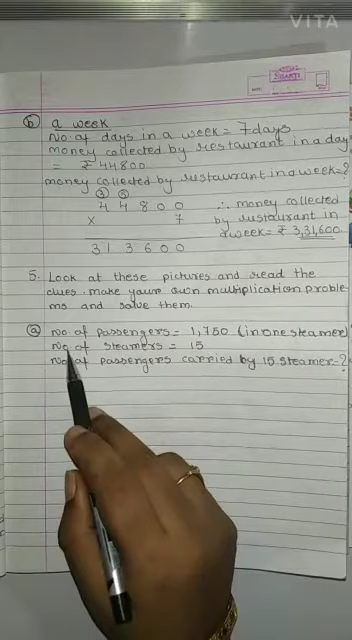 VITA
ⓑ a week
No. of days in a week = 7 days
money collected by restaurant in a day
= ₹ 44800
money collected by restaurant in a week = ?
③ ⑤
4 4 8 0 0
x 7
3 1 3 6 0 0
∴ money collected
by restaurant in
a week = ₹ 3,31,600
5. Look at these pictures and read the
clues. make your own multiplication proble-
ms and solve them.
ⓐ No of passengers = 1,750 (in one steamer)
No of steamers = 15
No of passengers carried by 15 steamer = ?